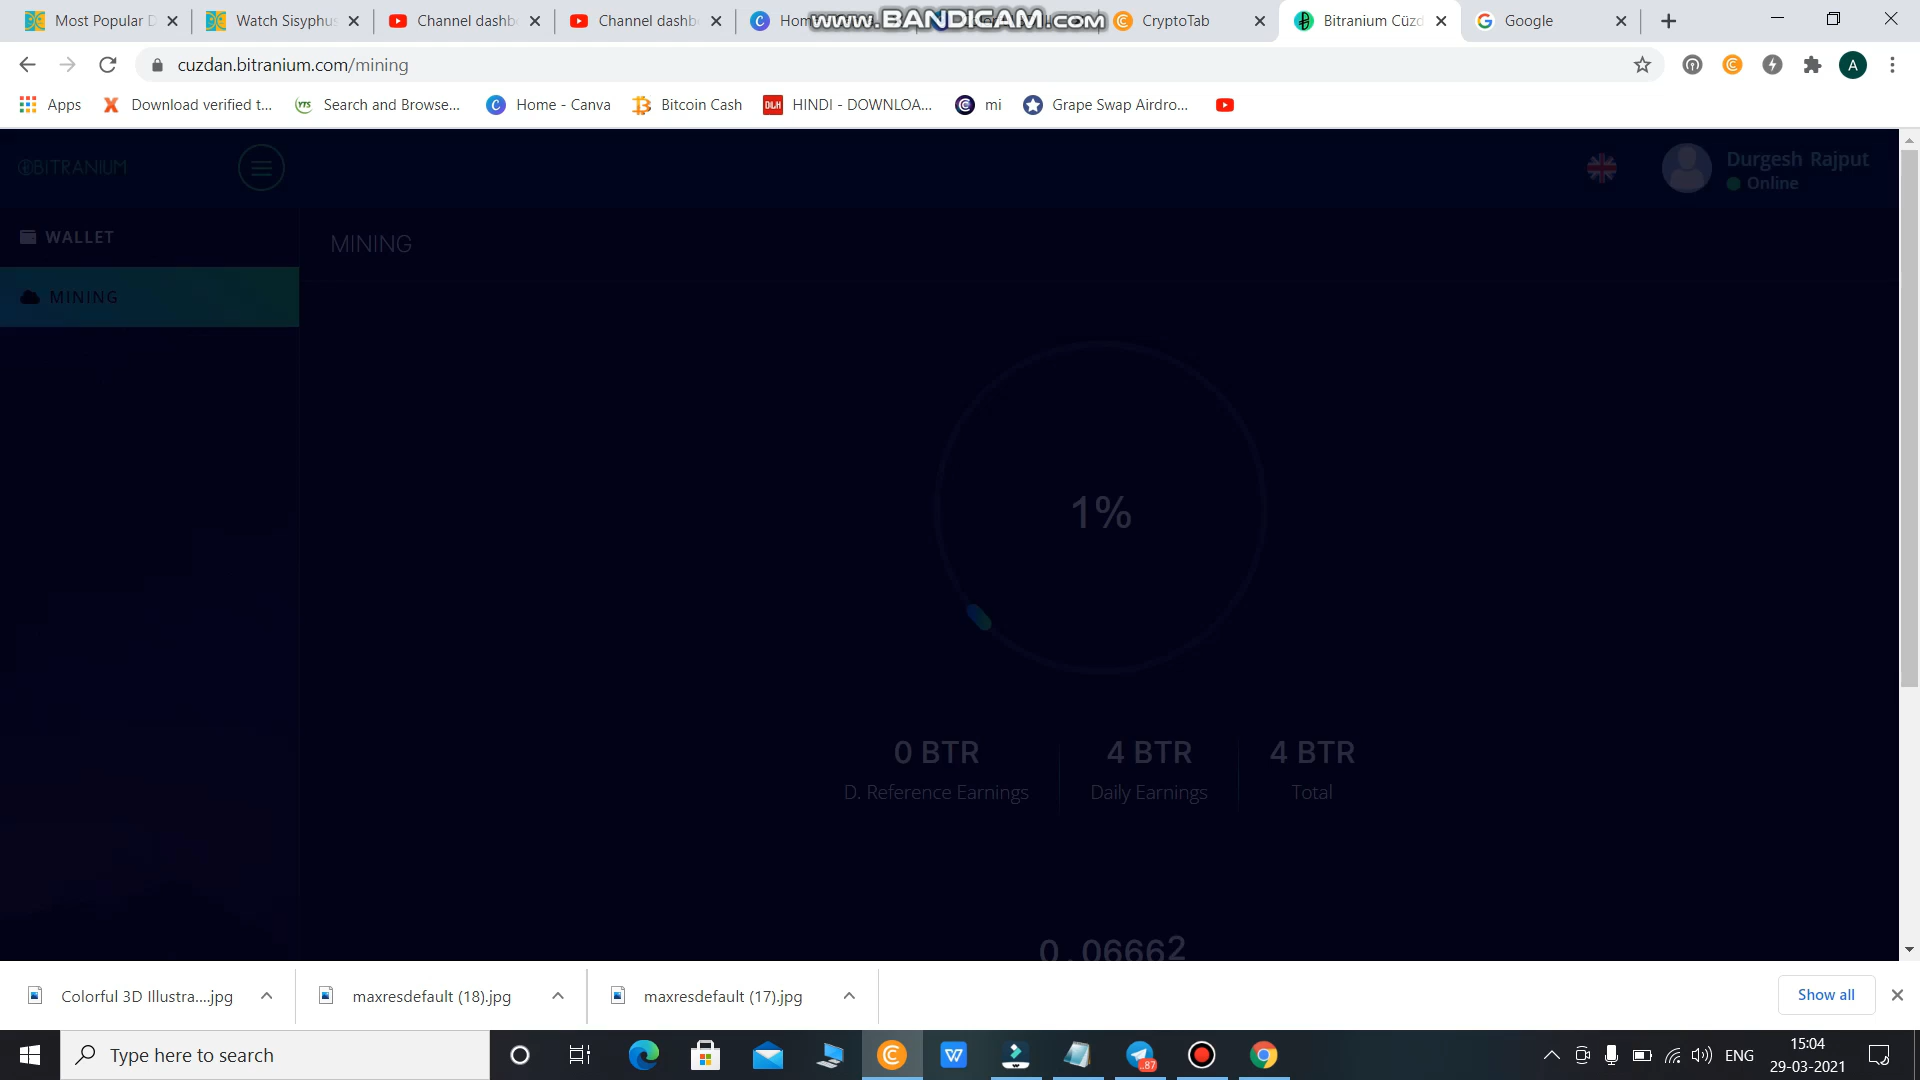 Most Popular D
Watch Sisyphus
Channel dashb
Channel dashb
Hom
www.BANDICAM.com
CryptoTab
Bitranium Cüzd
Google
cuzdan.bitranium.com/mining
A
Apps
Download verified t...
Search and Browse...
Home - Canva
Bitcoin Cash
HINDI - DOWNLOA...
mi
Grape Swap Airdro...
BITRANIUM
Durgesh Rajput
Online
WALLET
MINING
MINING
1%
0 BTR
4 BTR
4 BTR
D. Reference Earnings
Daily Earnings
Total
0.06662
Colorful 3D Illustra....jpg
maxresdefault (18).jpg
maxresdefault (17).jpg
Show all
Type here to search
87
ENG
15:04
29-03-2021